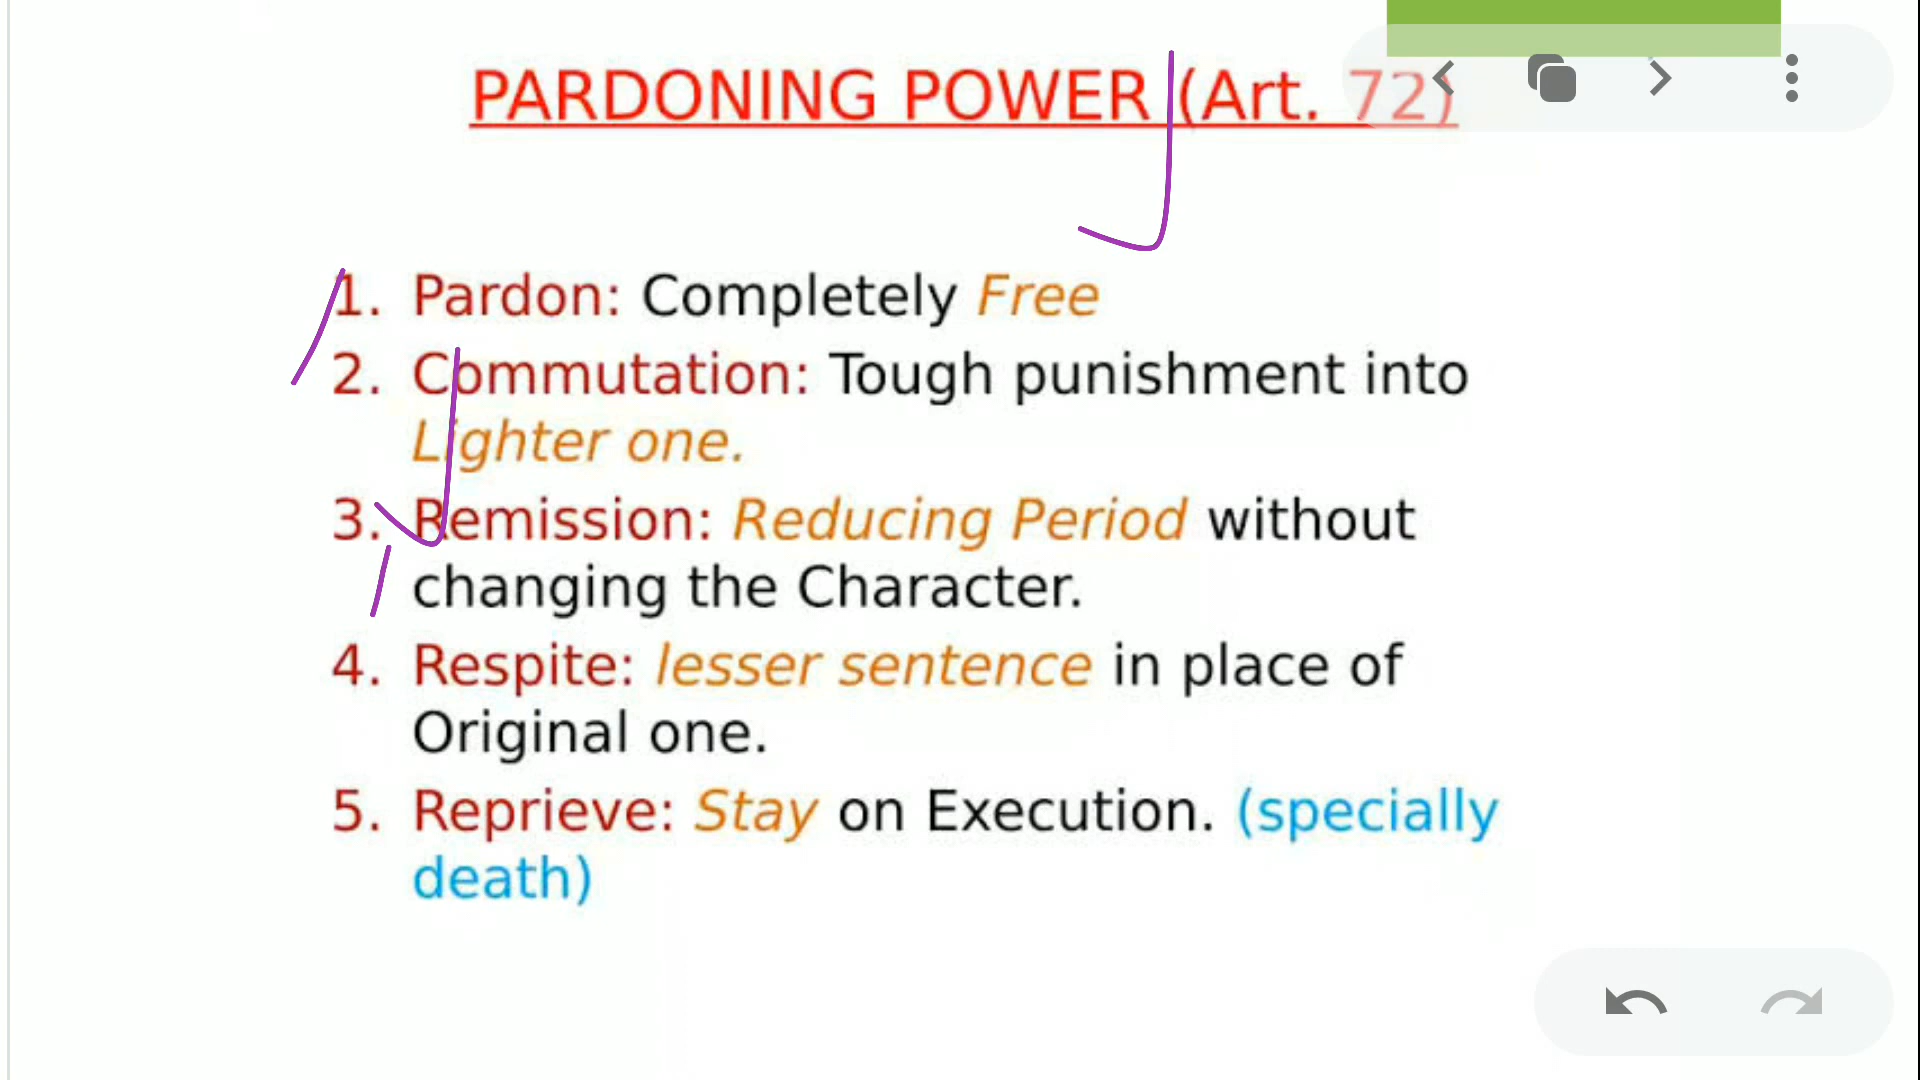 PARDONING POWER (Art. 72)
1. Pardon: Completely Free
2. Commutation: Tough punishment into
Lighter one.
3. Remission: Reducing Period without
changing the Character.
4. Respite: lesser sentence in place of
Original one.
5. Reprieve: Stay on Execution. (specially
death)